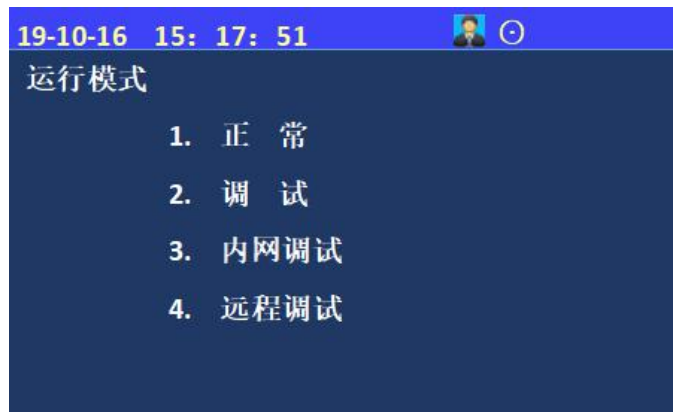 19-10-16 15：17：51
运行模式
1. 正 常
2. 调 试
3. 内网调试
4. 远程调试